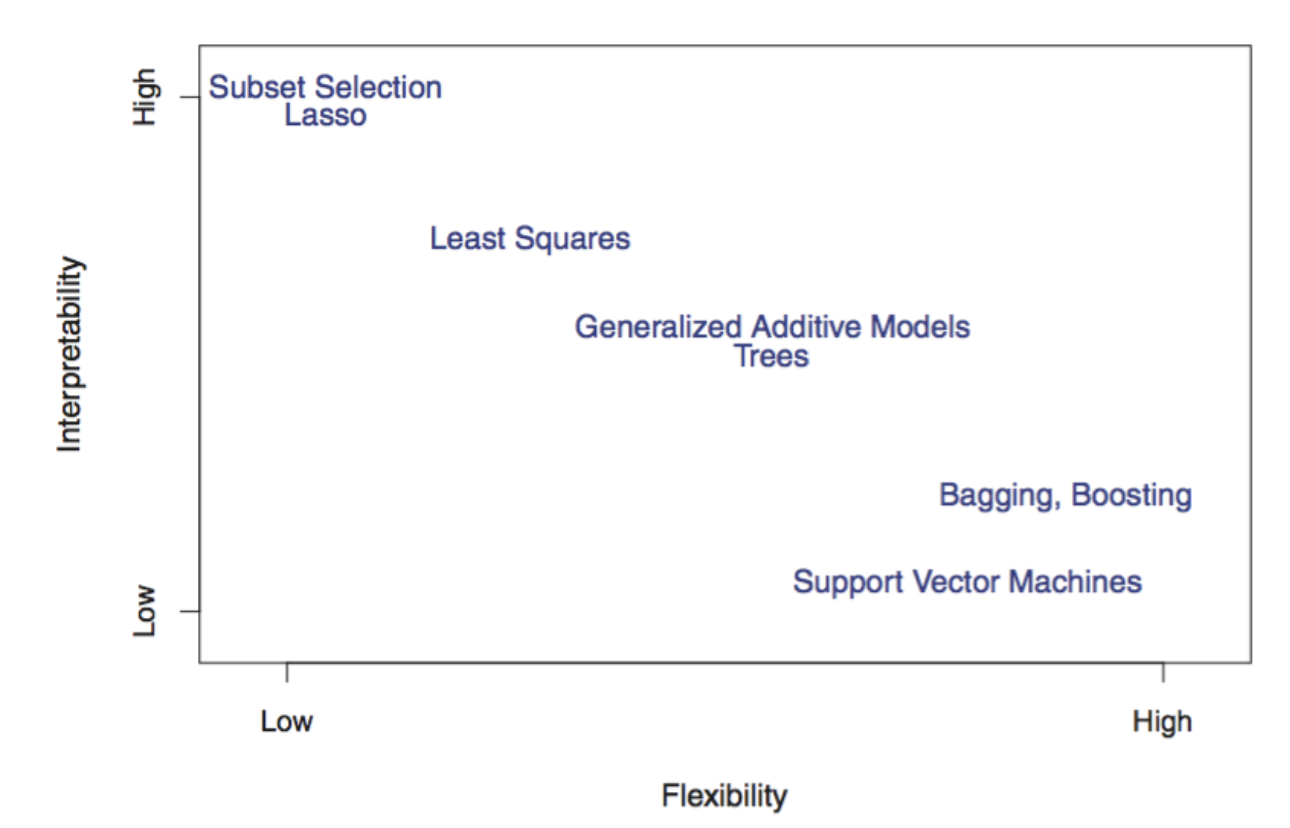 High
Subset Selection
Lasso
Least Squares
Interpretability
Generalized Additive Models
Trees
Bagging, Boosting
Support Vector Machines
Low
Low
High
Flexibility